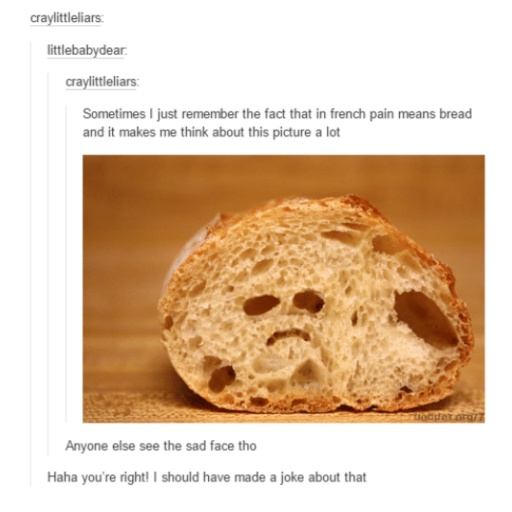 craylittleliars:
littlebabydear:
craylittleliars:
Sometimes I just remember the fact that in french pain means bread
and it makes me think about this picture a lot
Anyone else see the sad face tho
Haha you're right! I should have made a joke about that